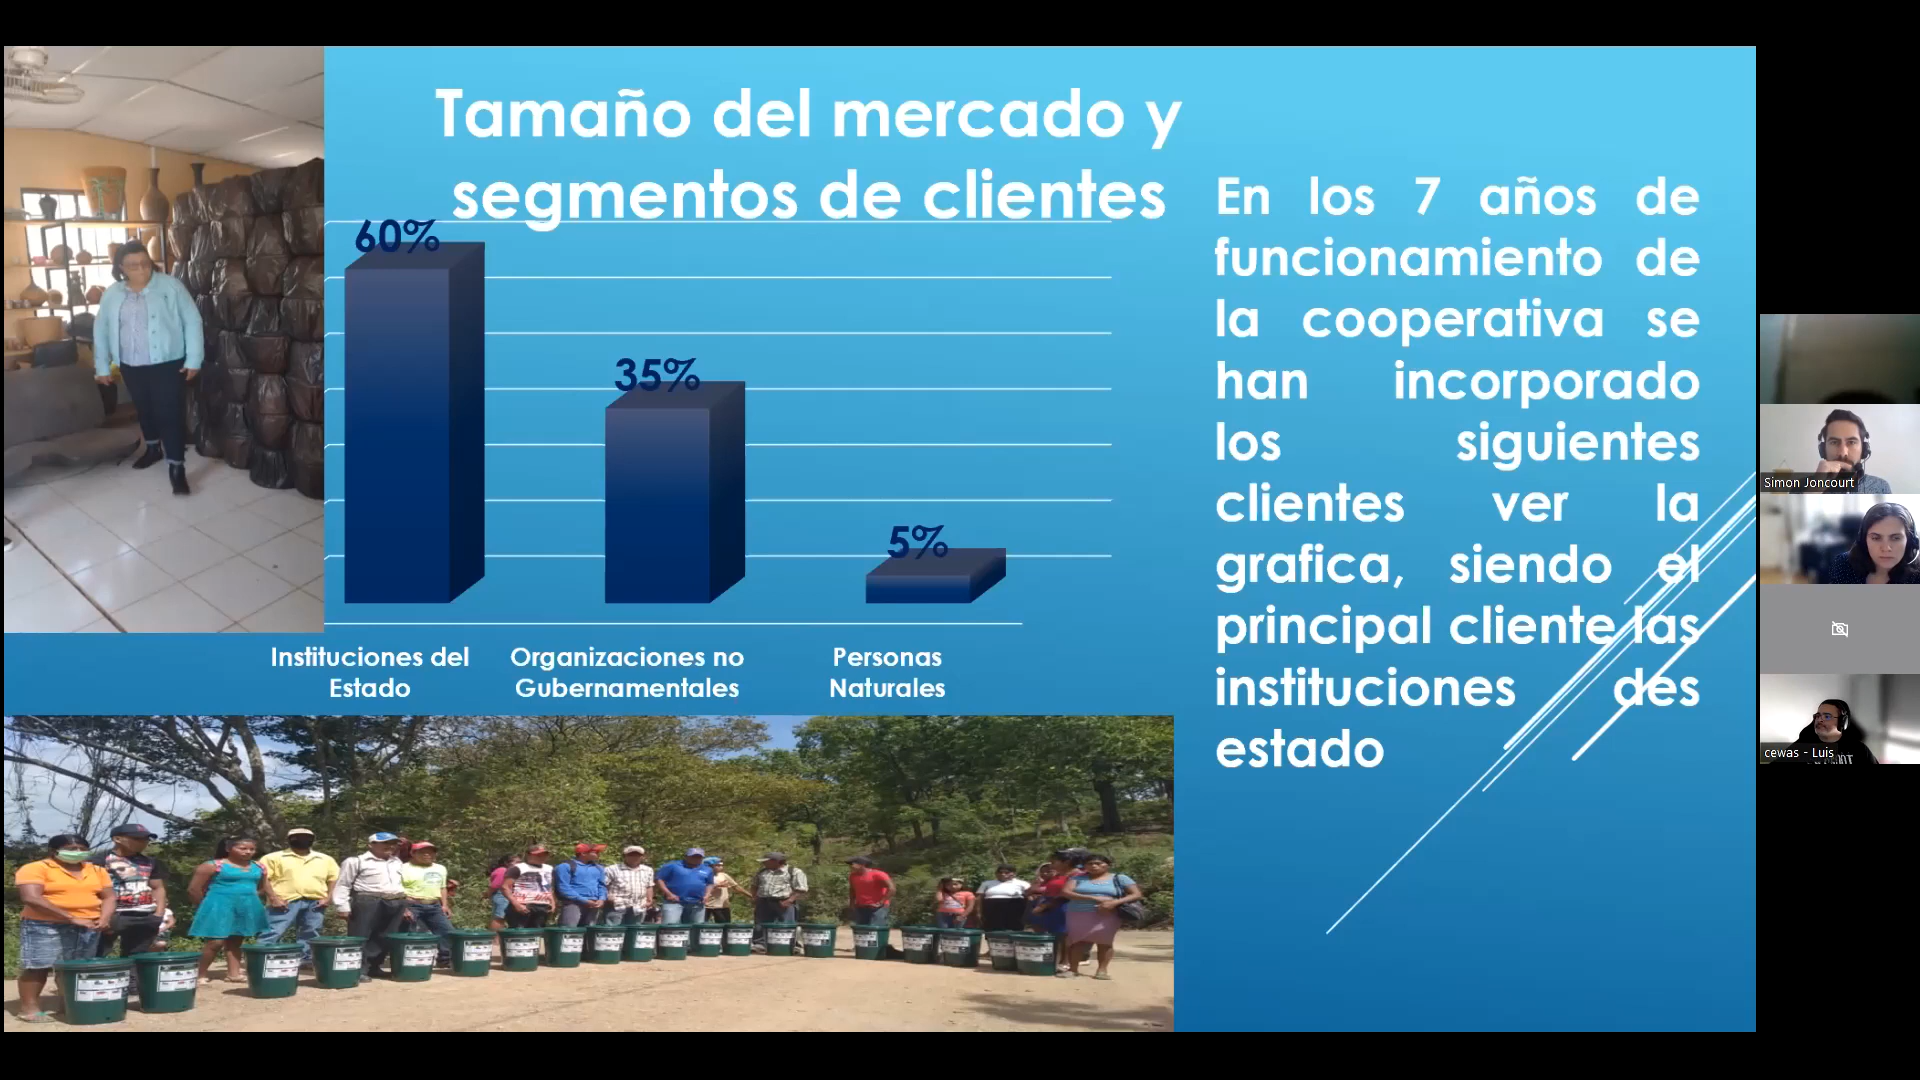 Tamaño del mercado y
segmentos de clientes
60%
35%
5%
Instituciones del
Estado
Organizaciones no
Gubernamentales
Personas
Naturales
En los 7 años de
funcionamiento de
la cooperativa se
han incorporado
los siguientes
clientes ver la
grafica, siendo el
principal cliente las
instituciones des
estado
Simon Joncourt
cewas - Luis